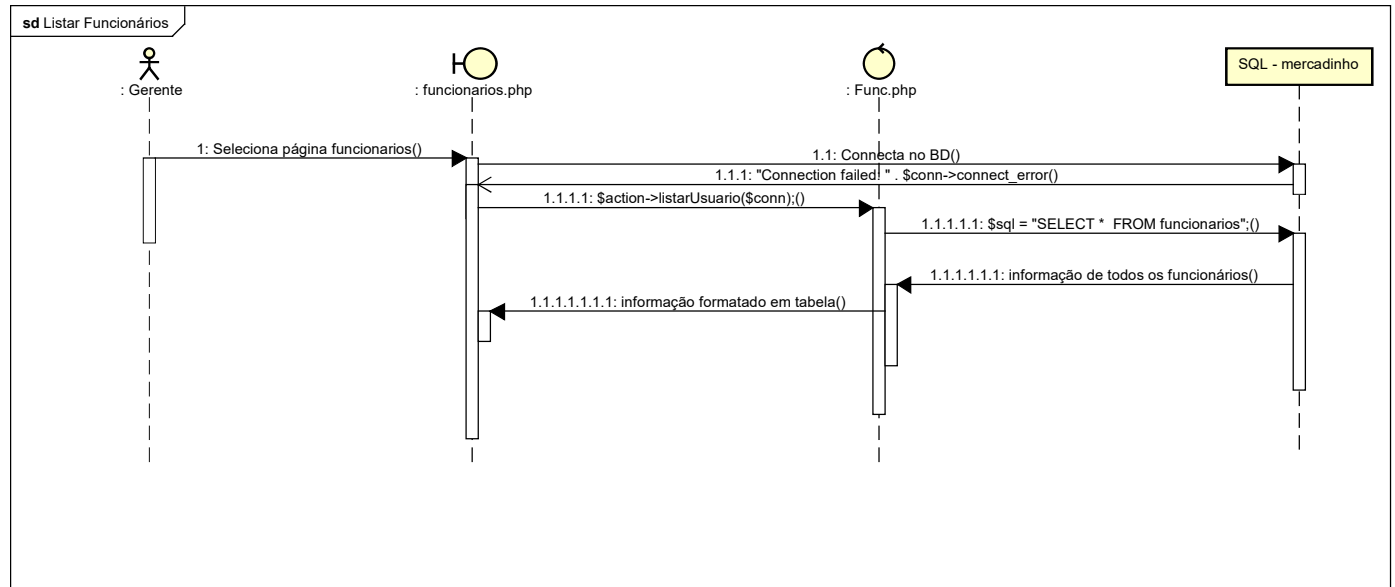 sd Listar Funcionários
: Gerente
: funcionarios.php
: Func.php
SQL - mercadinho
1: Seleciona página funcionarios()
1.1: Connecta no BD()
1.1.1: "Connection failed: " . $conn->connect_error()
1.1.1.1: $action->listarUsuario($conn);()
1.1.1.1.1: $sql = "SELECT *  FROM funcionarios";()
1.1.1.1.1.1: informação de todos os funcionários()
1.1.1.1.1.1.1: informação formatado em tabela()